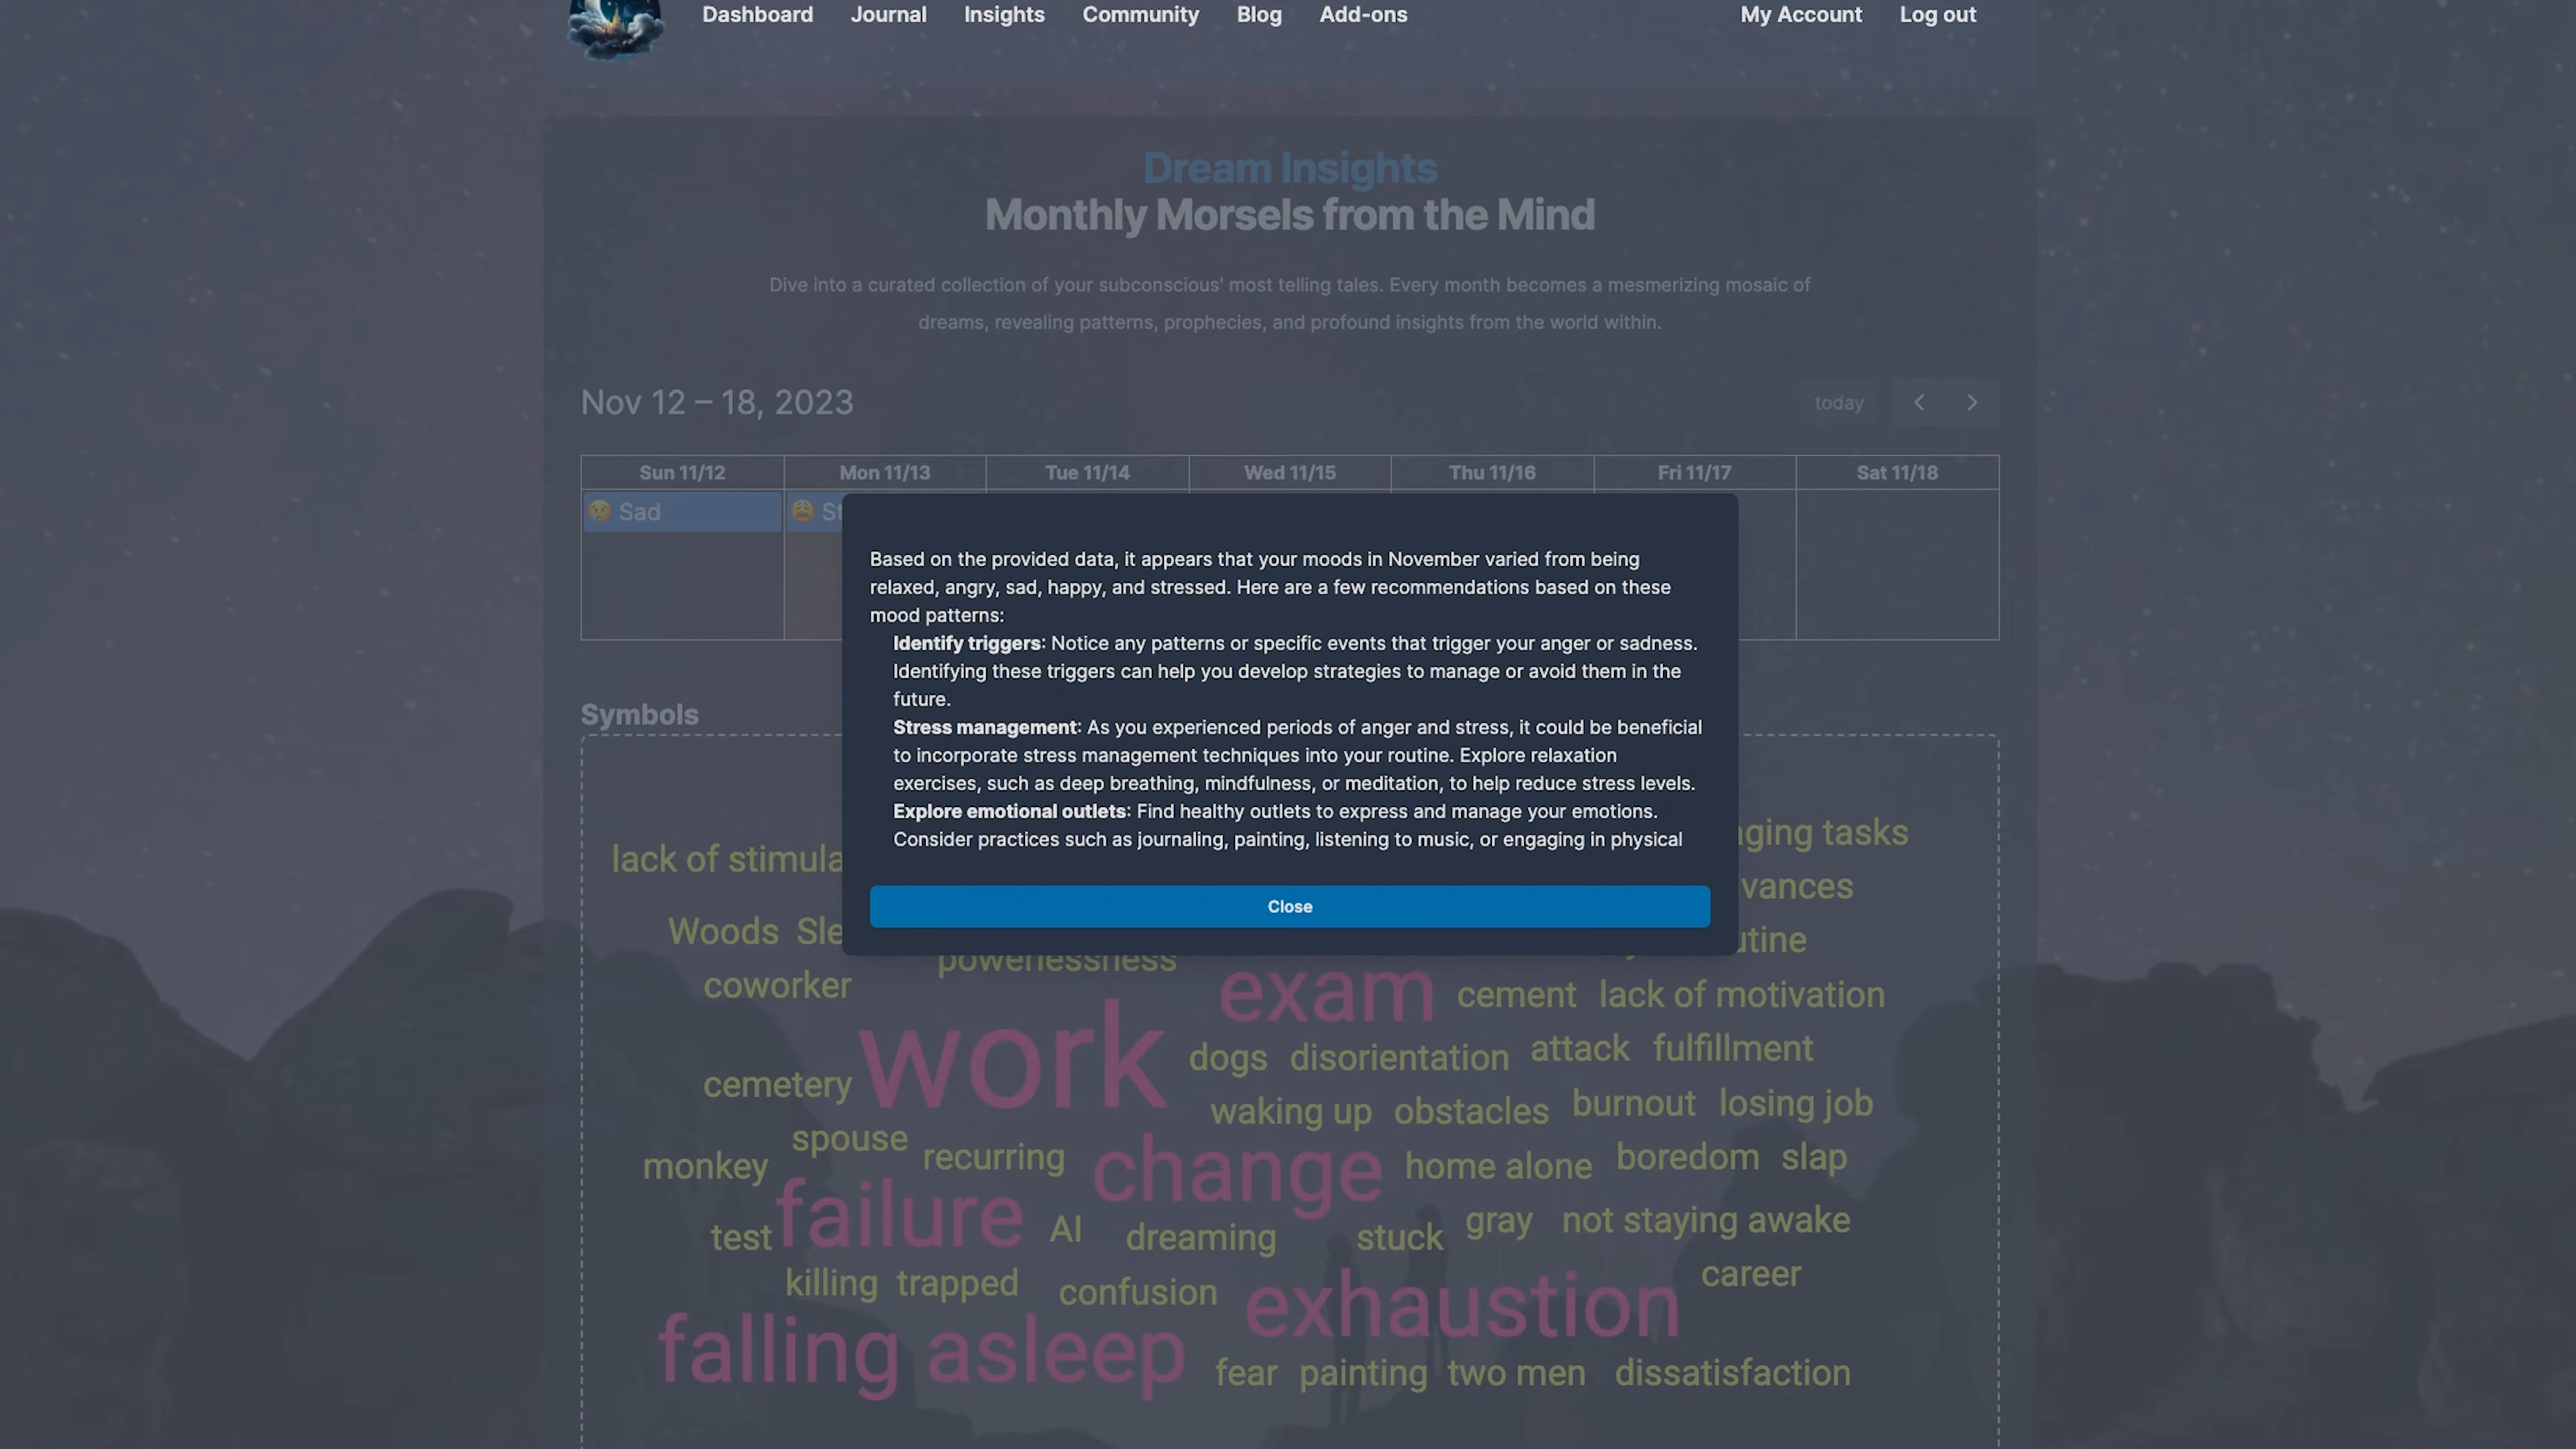 Dashboard Journal Insights Community Blog Add-ons My Account Log out
Dream Insights
Monthly Morsels from the Mind
Dive into a curated collection of your subconscious' most telling tales. Every month becomes a mesmerizing mosaic of
dreams, revealing patterns, prophecies, and profound insights from the world within.
Nov 12 – 18, 2023
today
Sun 11/12 Mon 11/13 Tue 11/14 Wed 11/15 Thu 11/16 Fri 11/17 Sat 11/18
Sad
Based on the provided data, it appears that your moods in November varied from being
relaxed, angry, sad, happy, and stressed. Here are a few recommendations based on these
mood patterns:
Identify triggers: Notice any patterns or specific events that trigger your anger or sadness.
Identifying these triggers can help you develop strategies to manage or avoid them in the
future.
Stress management: As you experienced periods of anger and stress, it could be beneficial
to incorporate stress management techniques into your routine. Explore relaxation
exercises, such as deep breathing, mindfulness, or meditation, to help reduce stress levels.
Explore emotional outlets: Find healthy outlets to express and manage your emotions.
Consider practices such as journaling, painting, listening to music, or engaging in physical
Close
Symbols
tasks
lack of
Woods
powerlessness
coworker
exam cement lack of motivation
work
dogs disorientation attack fulfillment
cemetery
waking up obstacles burnout losing job
spouse
monkey recurring change home alone boredom slap
test failure AI dreaming stuck gray not staying awake
killing trapped confusion exhaustion career
falling asleep fear painting two men dissatisfaction